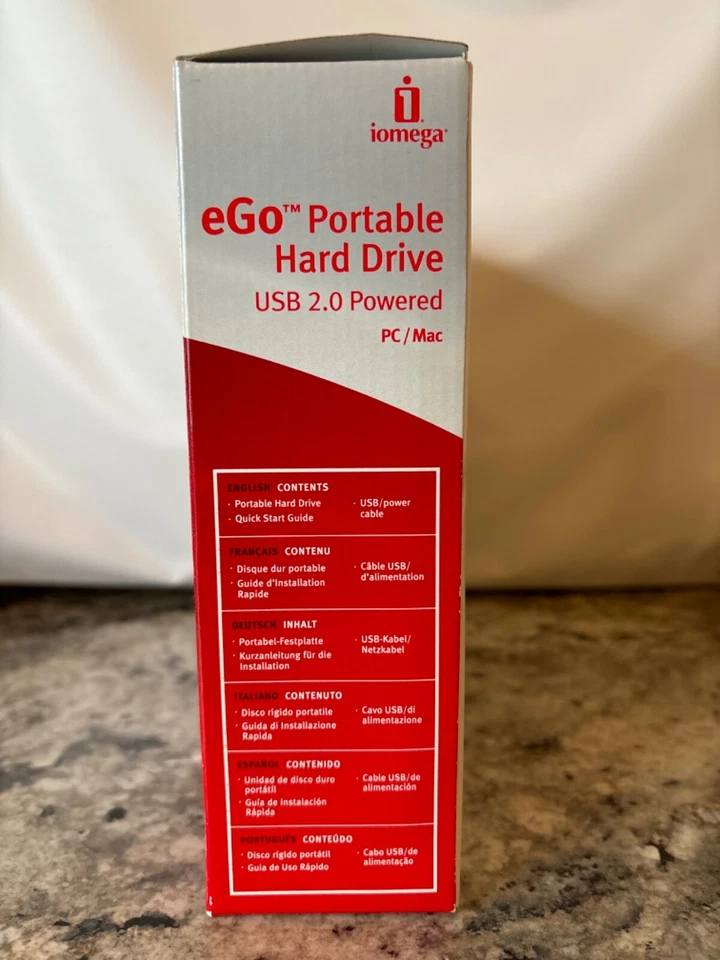 iomega®
eGo™ Portable
Hard Drive
USB 2.0 Powered
PC / Mac
ENGLISH CONTENTS
· Portable Hard Drive
· Quick Start Guide
· USB/power
cable
FRANÇAIS CONTENU
· Disque dur portable
· Guide d'Installation
Rapide
· Câble USB/
d'alimentation
DEUTSCH INHALT
· Portabel-Festplatte
· Kurzanleitung für die
Installation
· USB-Kabel/
Netzkabel
ITALIANO CONTENUTO
· Disco rigido portatile
· Guida di Installazione
Rapida
· Cavo USB/di
alimentazione
ESPAÑOL CONTENIDO
· Unidad de disco duro
portátil
· Guía de Instalación
Rápida
· Cable USB/de
alimentación
PORTUGUÊS CONTEÚDO
· Disco rígido portátil
· Guia de Uso Rápido
· Cabo USB/de
alimentação